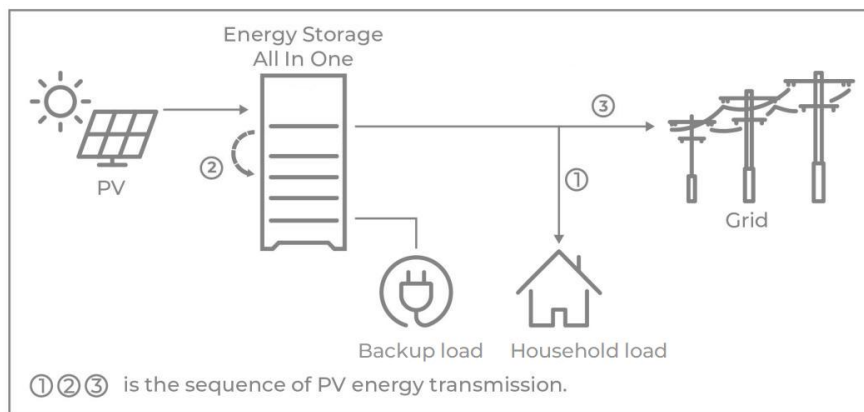 Energy Storage
All In One
③
②
①
PV
Grid
Backup load
Household load
①②③ is the sequence of PV energy transmission.